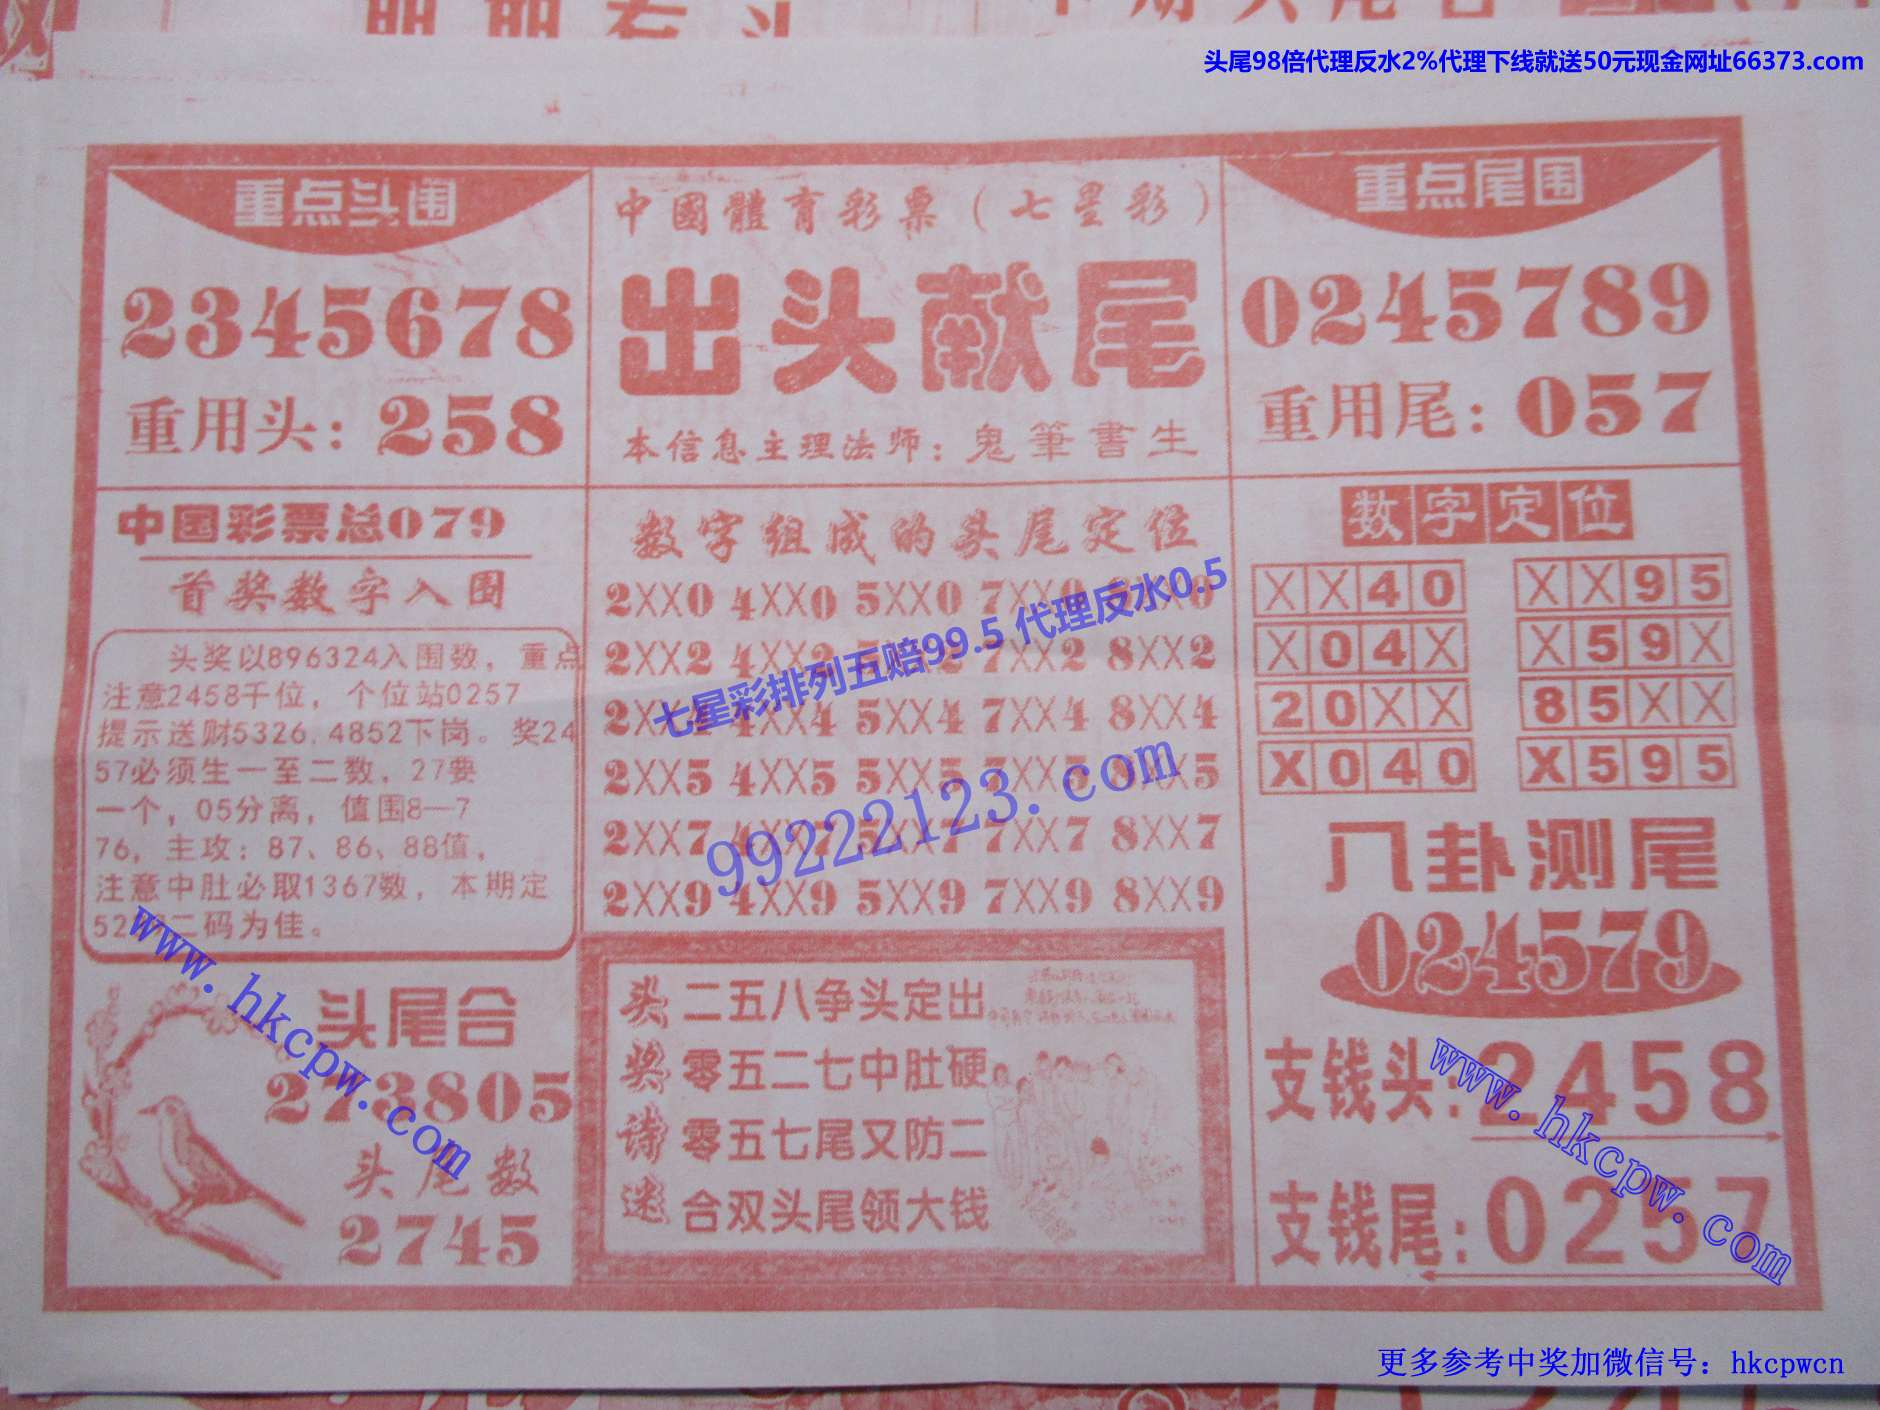 头尾98倍代理反水2%代理下线就送50元现金网址66373.com
重点头围
2345678
重用头：258
中國體育彩票（七星彩）
出头献尾
本信息主理法师：鬼筆書生
重点尾围
0245789
重用尾：057
中国彩票总079
首奖数字入围
头奖以896324入围数，重点
注意2458千位，个位站0257
提示送财5326,4852下岗。奖24
57必须生一至二数，27要
一个，05分离，值围8—7
76，主攻：87、86、88值，
注意中肚必取1367数，本期定
52 二码为佳。
头尾合
273805
头尾数
2745
数字组成的头尾定位
2XX0 4XX0 5XX0 7XX0 8XX0
2XX2 4XX2 5XX2 7XX2 8XX2
2XX4 4XX4 5XX4 7XX4 8XX4
2XX5 4XX5 5XX5 7XX5 8XX5
2XX7 4XX7 5XX7 7XX7 8XX7
2XX9 4XX9 5XX9 7XX9 8XX9
七星彩排列五赔99.5 代理反水0.5
99222123.com
头奖诗迷
二五八争头定出
零五二七中肚硬
零五七尾又防二
合双头尾领大钱
数字定位
XX40 XX95
X04X X59X
20XX 85XX
X040 X595
八卦测尾
024579
支钱头：2458
支钱尾：0257
www.hkcpw.com
www.hkcpw.com
更多参考中奖加微信号：hkcpwcn